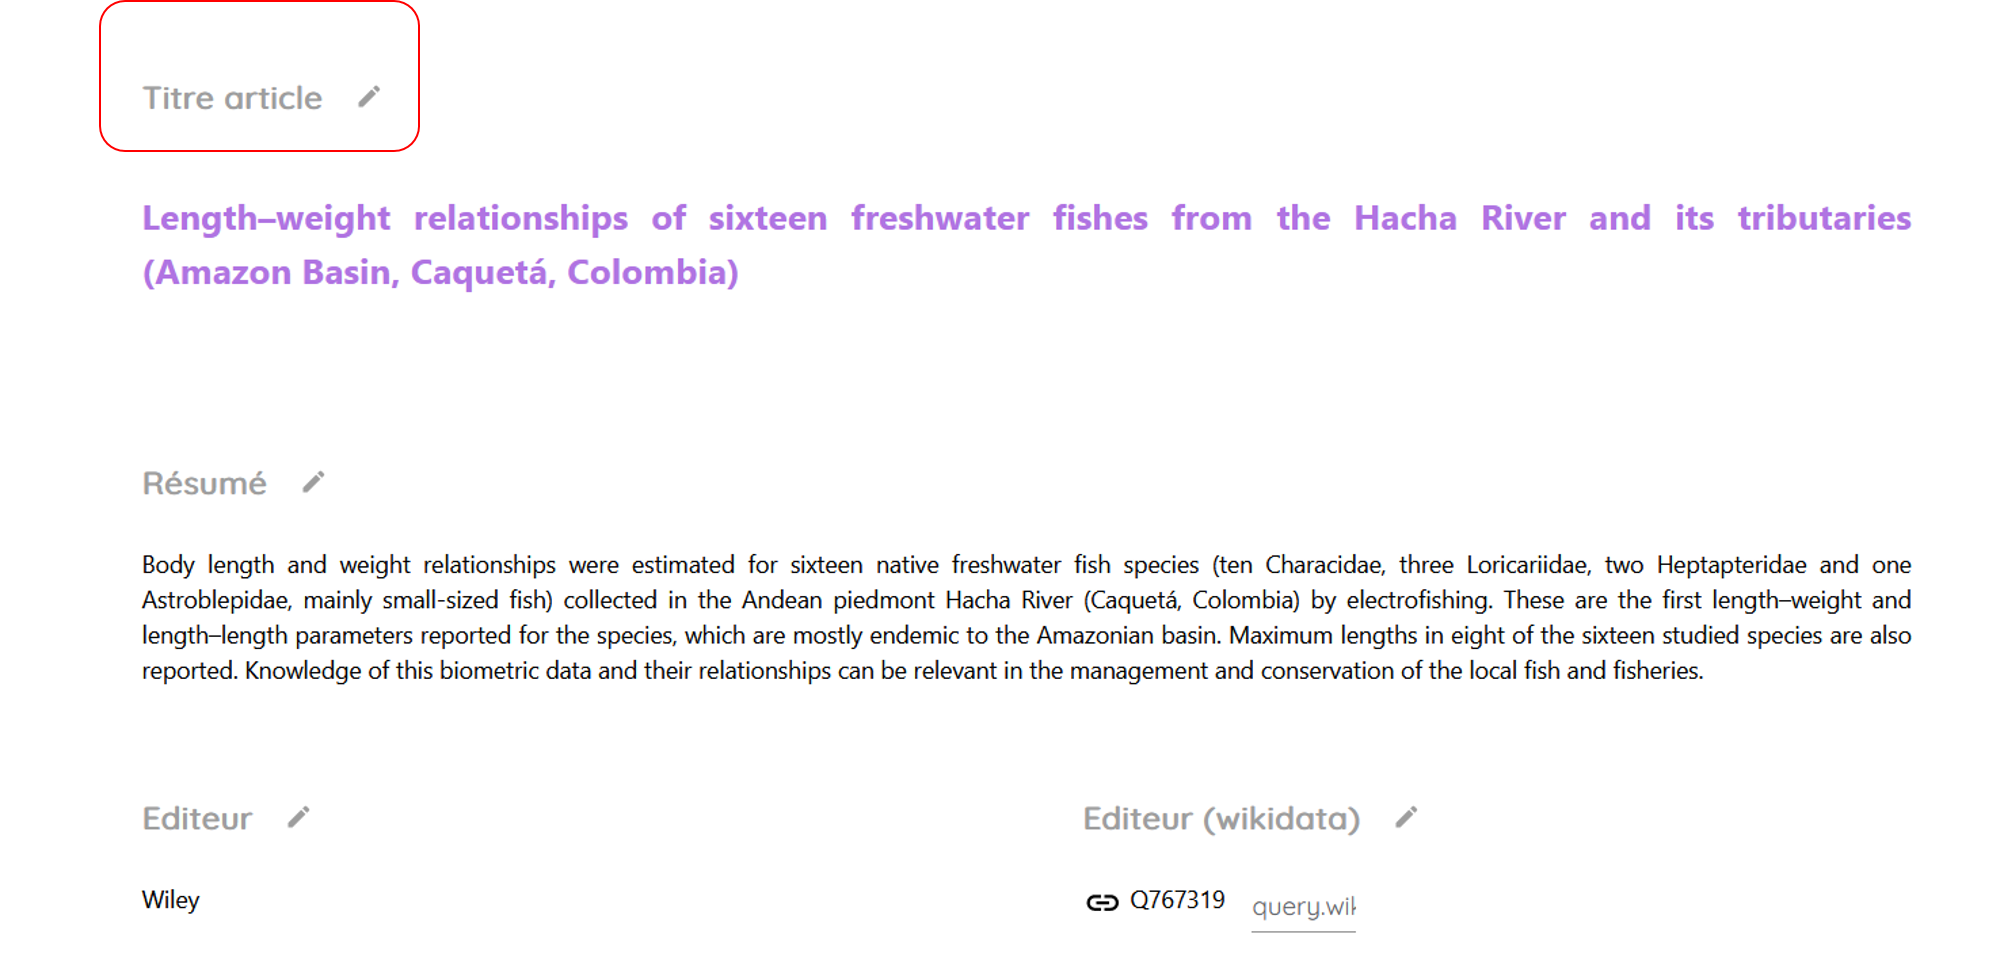 Titre article
Length–weight relationships of sixteen freshwater fishes from the Hacha River and its tributaries
(Amazon Basin, Caquetá, Colombia)
Résumé
Body length and weight relationships were estimated for sixteen native freshwater fish species (ten Characidae, three Loricariidae, two Heptapteridae and one
Astroblepidae, mainly small-sized fish) collected in the Andean piedmont Hacha River (Caquetá, Colombia) by electrofishing. These are the first length–weight and
length–length parameters reported for the species, which are mostly endemic to the Amazonian basin. Maximum lengths in eight of the sixteen studied species are also
reported. Knowledge of this biometric data and their relationships can be relevant in the management and conservation of the local fish and fisheries.
Editeur
Editeur (wikidata)
Wiley
Q767319 query.wil